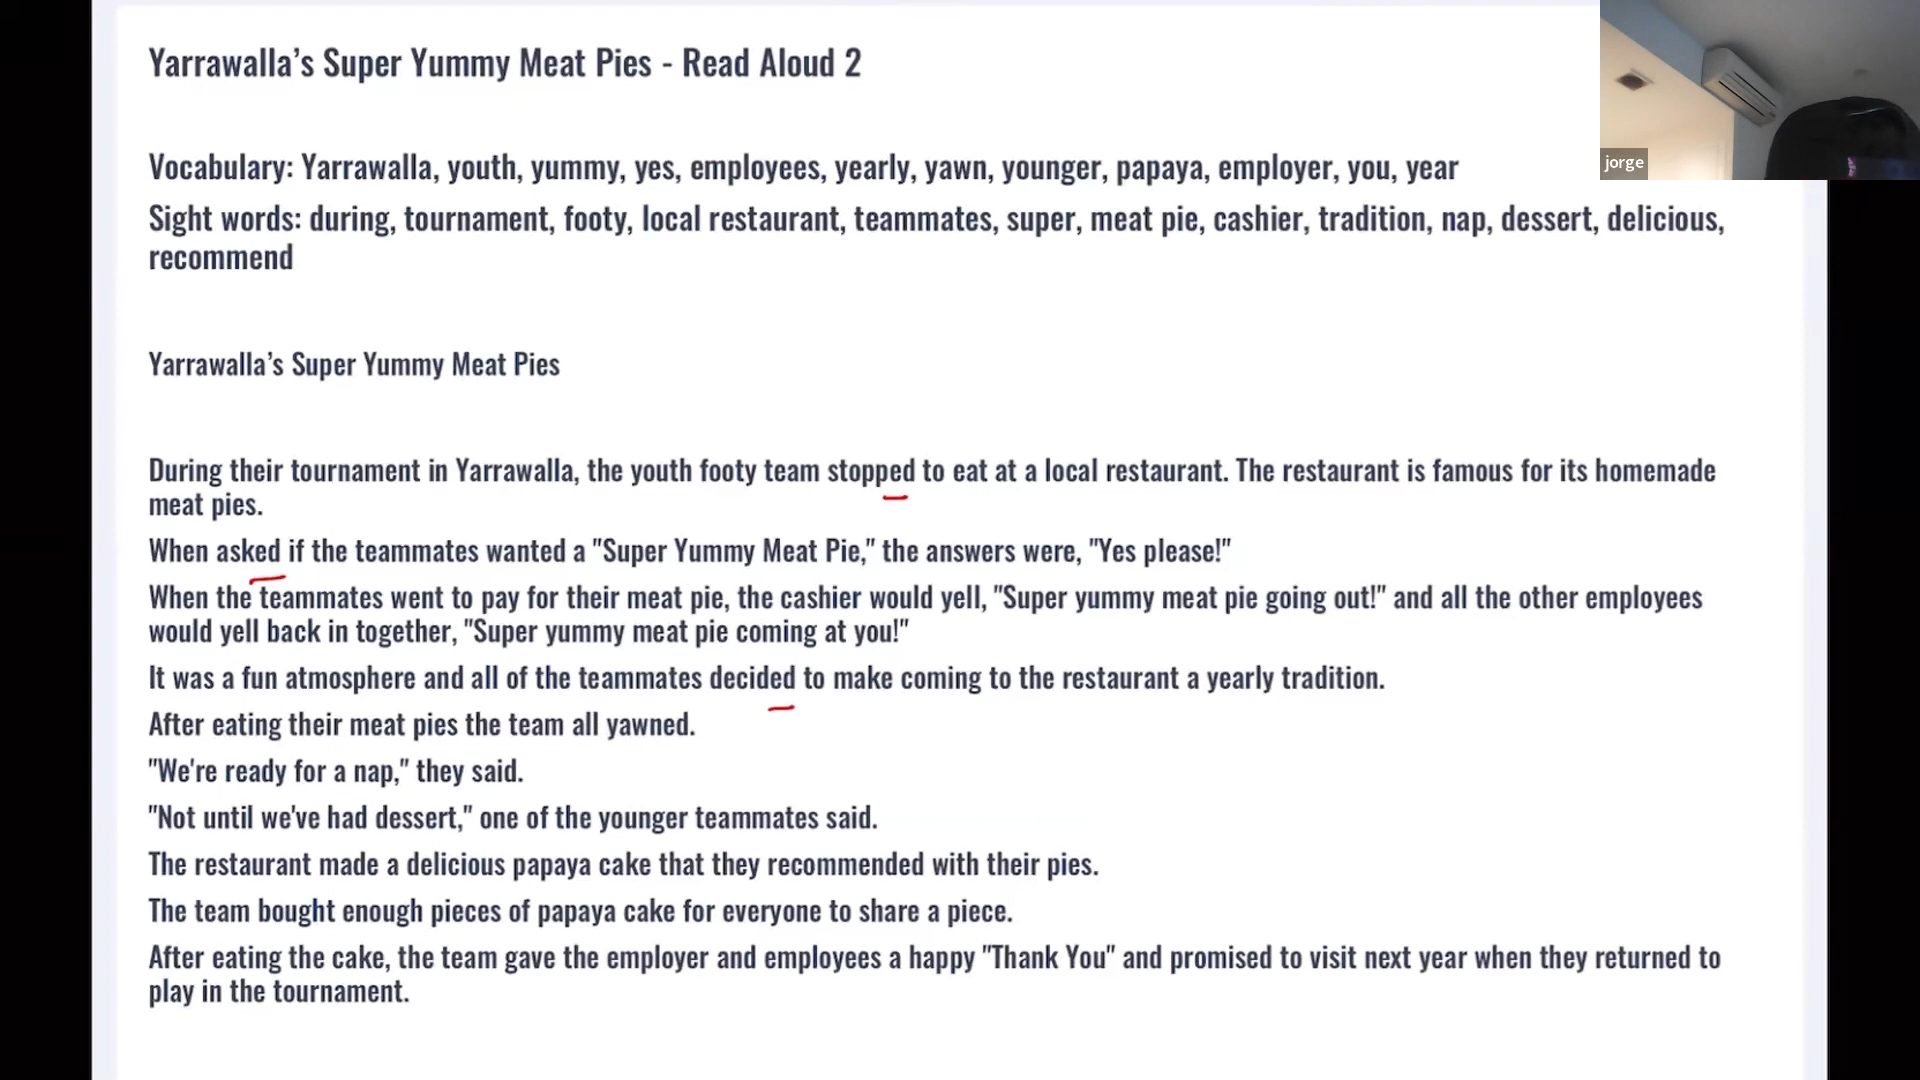 Yarrawalla’s Super Yummy Meat Pies - Read Aloud 2
jorge
Vocabulary: Yarrawalla, youth, yummy, yes, employees, yearly, yawn, younger, papaya, employer, you, year
Sight words: during, tournament, footy, local restaurant, teammates, super, meat pie, cashier, tradition, nap, dessert, delicious,
recommend
Yarrawalla’s Super Yummy Meat Pies
During their tournament in Yarrawalla, the youth footy team stopped to eat at a local restaurant. The restaurant is famous for its homemade
meat pies.
When asked if the teammates wanted a "Super Yummy Meat Pie," the answers were, "Yes please!"
When the teammates went to pay for their meat pie, the cashier would yell, "Super yummy meat pie going out!" and all the other employees
would yell back in together, "Super yummy meat pie coming at you!"
It was a fun atmosphere and all of the teammates decided to make coming to the restaurant a yearly tradition.
After eating their meat pies the team all yawned.
"We're ready for a nap," they said.
"Not until we've had dessert," one of the younger teammates said.
The restaurant made a delicious papaya cake that they recommended with their pies.
The team bought enough pieces of papaya cake for everyone to share a piece.
After eating the cake, the team gave the employer and employees a happy "Thank You" and promised to visit next year when they returned to
play in the tournament.